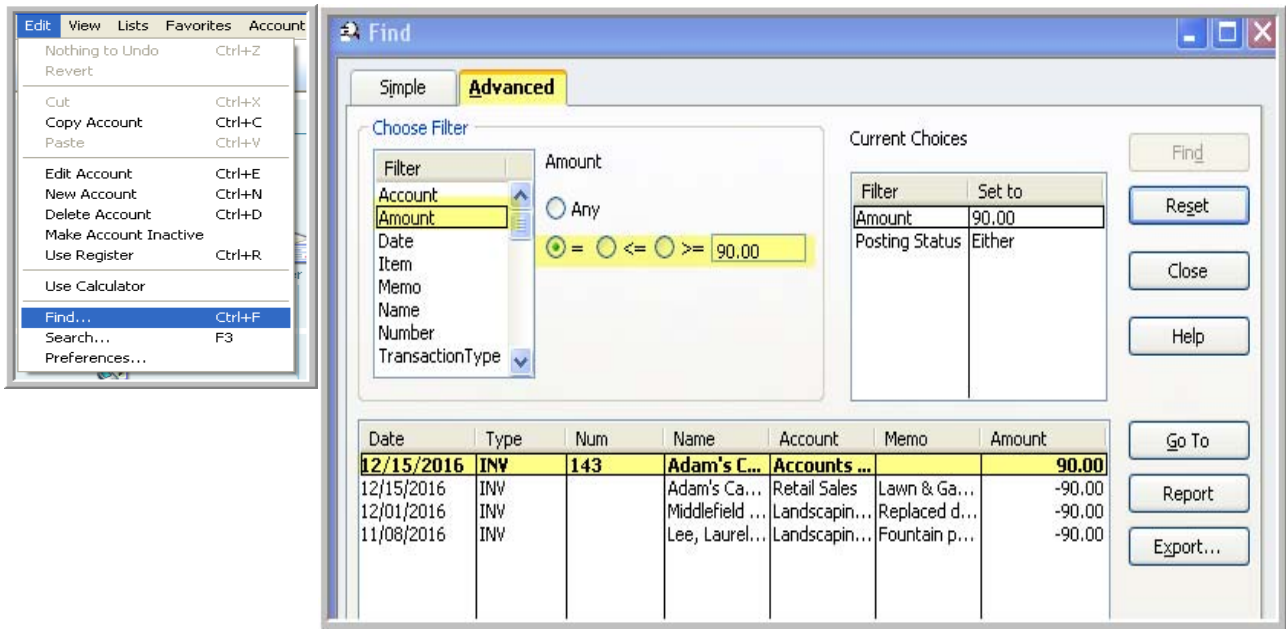 Edit View Lists Favorites Account
Nothing to Undo Ctrl+Z
Revert
Cut Ctrl+X
Copy Account Ctrl+C
Paste Ctrl+V
Edit Account Ctrl+E
New Account Ctrl+N
Delete Account Ctrl+D
Make Account Inactive
Use Register Ctrl+R
Use Calculator
Find... Ctrl+F
Search... F3
Preferences...
Find
Simple Advanced
Choose Filter
Filter
Account
Amount
Date
Item
Memo
Name
Number
TransactionType
Amount
Any
= <= >= 90.00
Current Choices
Filter Set to
Amount 90.00
Posting Status Either
Find
Reset
Close
Help
Date Type Num Name Account Memo Amount
12/15/2016 INV 143 Adam's C... Accounts ... 90.00
12/15/2016 INV Adam's Ca... Retail Sales Lawn & Ga... -90.00
12/01/2016 INV Middlefield ... Landscapin... Replaced d... -90.00
11/08/2016 INV Lee, Laurel... Landscapin... Fountain p... -90.00
Go To
Report
Export...